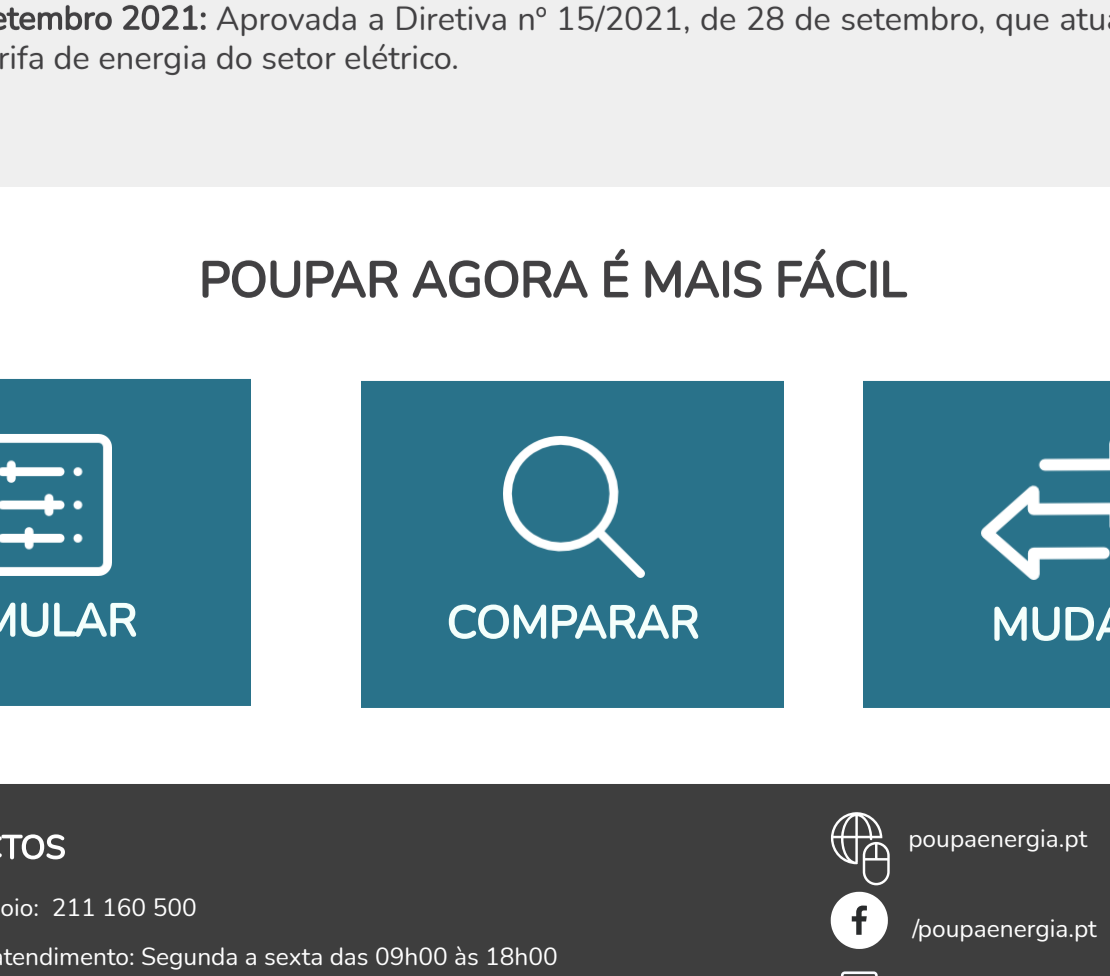 etembro 2021: Aprovada a Diretiva nº 15/2021, de 28 de setembro, que atua
rifa de energia do setor elétrico.
POUPAR AGORA É MAIS FÁCIL
MULAR
COMPARAR
MUDA
CTOS
poupaenergia.pt
oio: 211 160 500
/poupaenergia.pt
atendimento: Segunda a sexta das 09h00 às 18h00